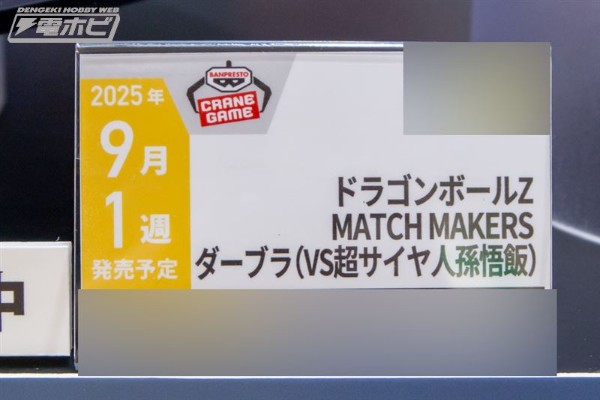 DENGEKI HOBBY WEB
電ホビ
BANPRESTO
CRANE
GAME
2025年
9月
1週
発売予定
ドラゴンボールZ
MATCH MAKERS
ダーブラ(VS超サイヤ人孫悟飯)
中